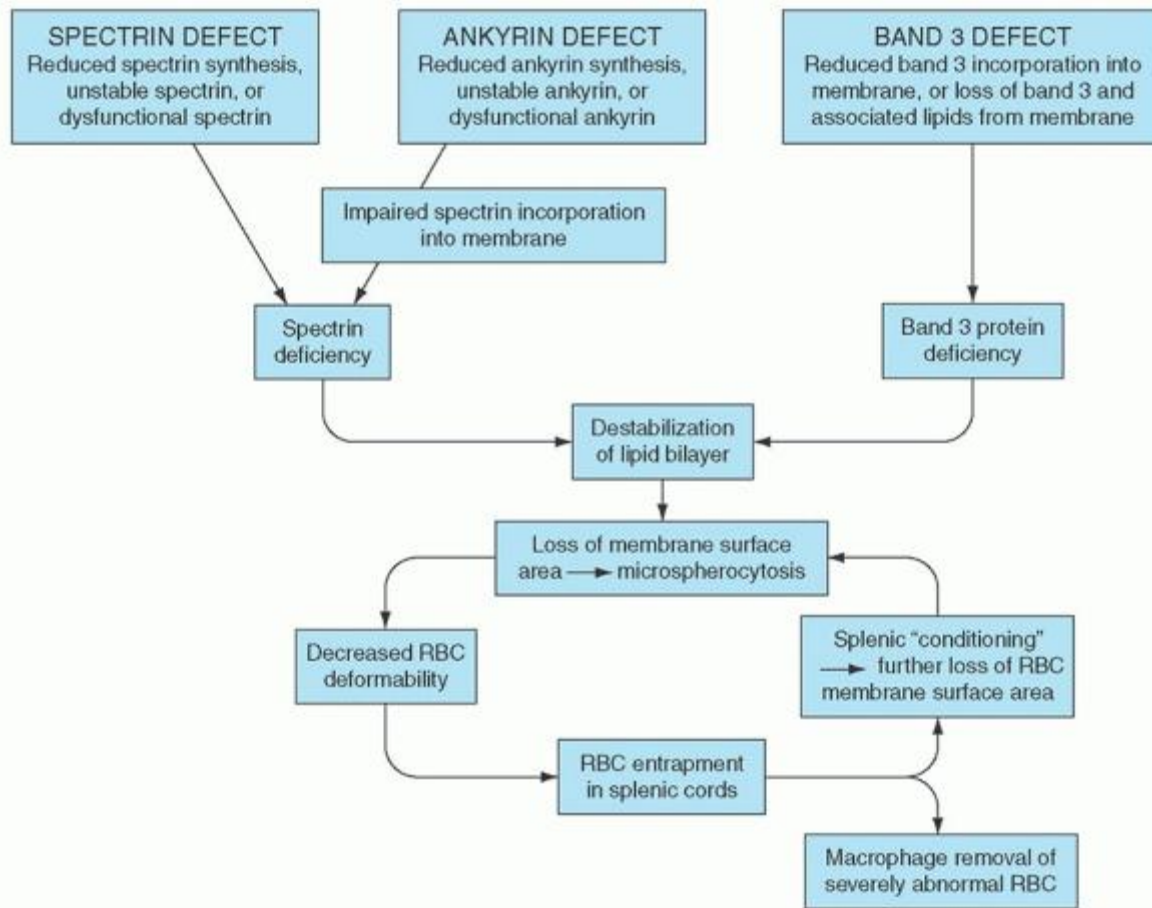 SPECTRIN DEFECT
Reduced spectrin synthesis,
unstable spectrin, or
dysfunctional spectrin
ANKYRIN DEFECT
Reduced ankyrin synthesis,
unstable ankyrin, or
dysfunctional ankyrin
BAND 3 DEFECT
Reduced band 3 incorporation into
membrane, or loss of band 3 and
associated lipids from membrane
Impaired spectrin incorporation
into membrane
Spectrin
deficiency
Band 3 protein
deficiency
Destabilization
of lipid bilayer
Loss of membrane surface
area → microspherocytosis
Decreased RBC
deformability
Splenic “conditioning”
→ further loss of RBC
membrane surface area
RBC entrapment
in splenic cords
Macrophage removal of
severely abnormal RBC